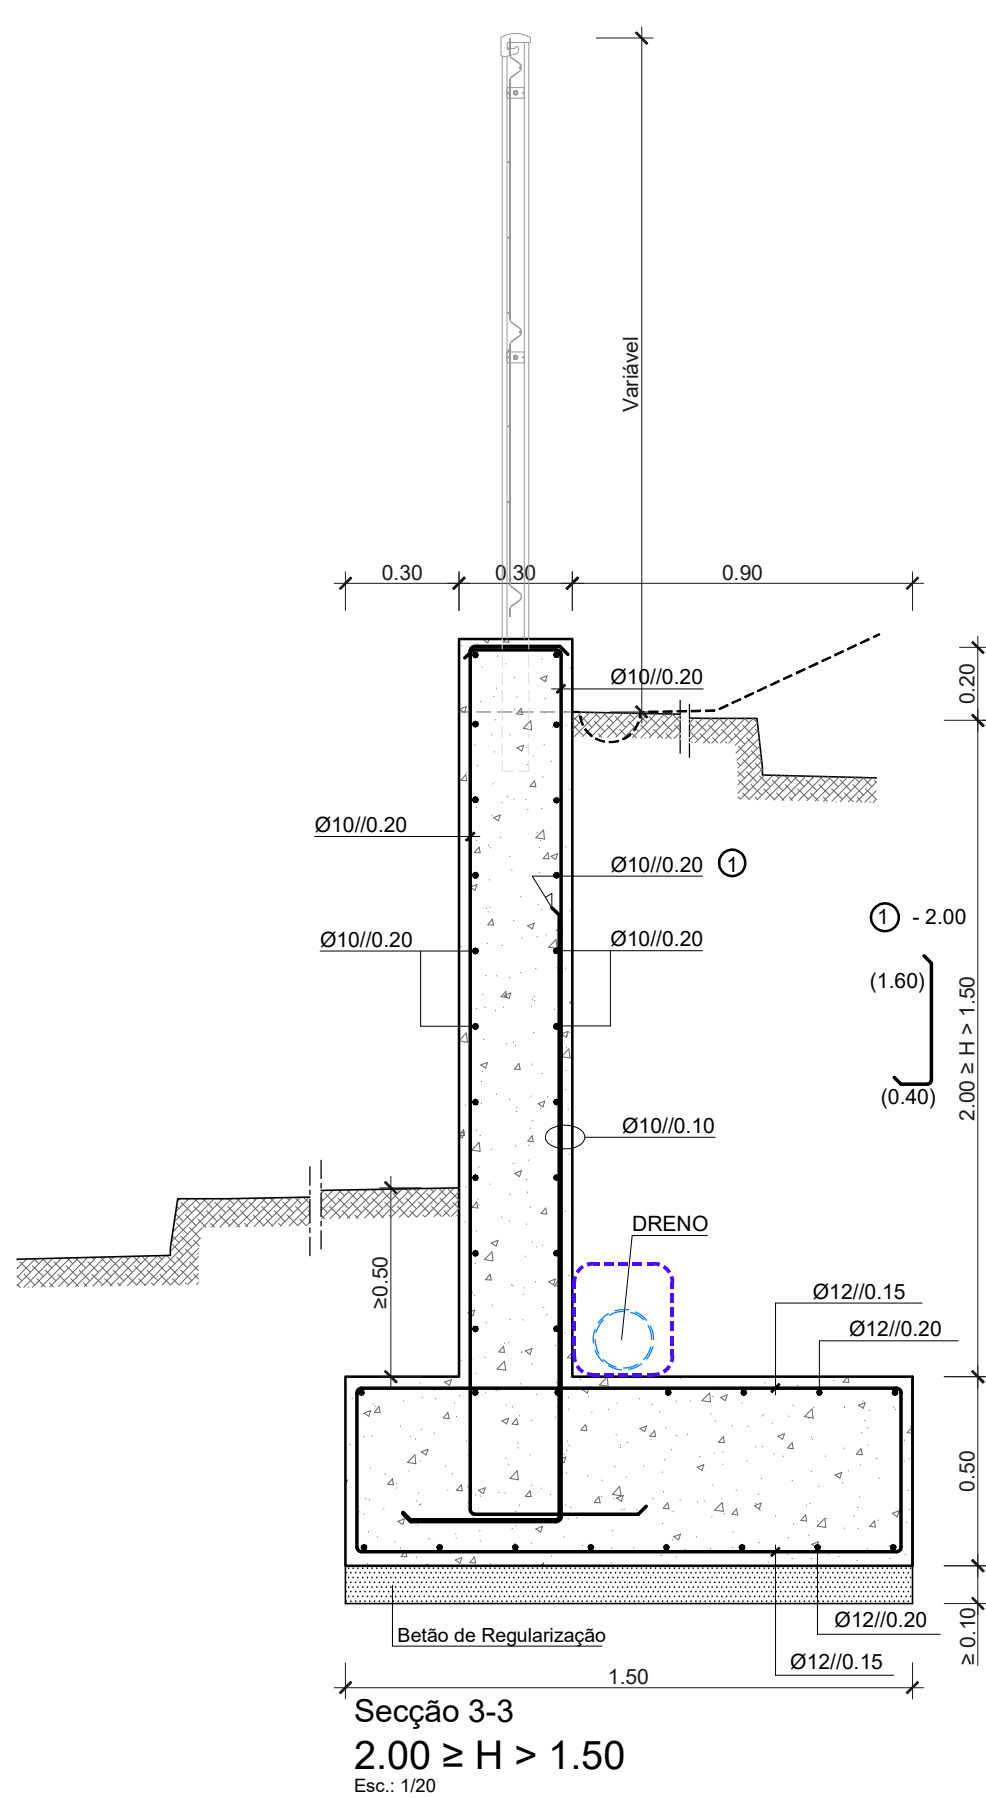 Variável
0.30
0.30
0.90
Ø10//0.20
0.20
Ø10//0.20
Ø10//0.20
1
1 - 2.00
Ø10//0.20
Ø10//0.20
(1.60)
2.00 ≥ H > 1.50
(0.40)
Ø10//0.10
DRENO
≥0.50
Ø12//0.15
Ø12//0.20
0.50
Ø12//0.20
≥ 0.10
Betão de Regularização
Ø12//0.15
1.50
Secção 3-3
2.00 ≥ H > 1.50
Esc.: 1/20